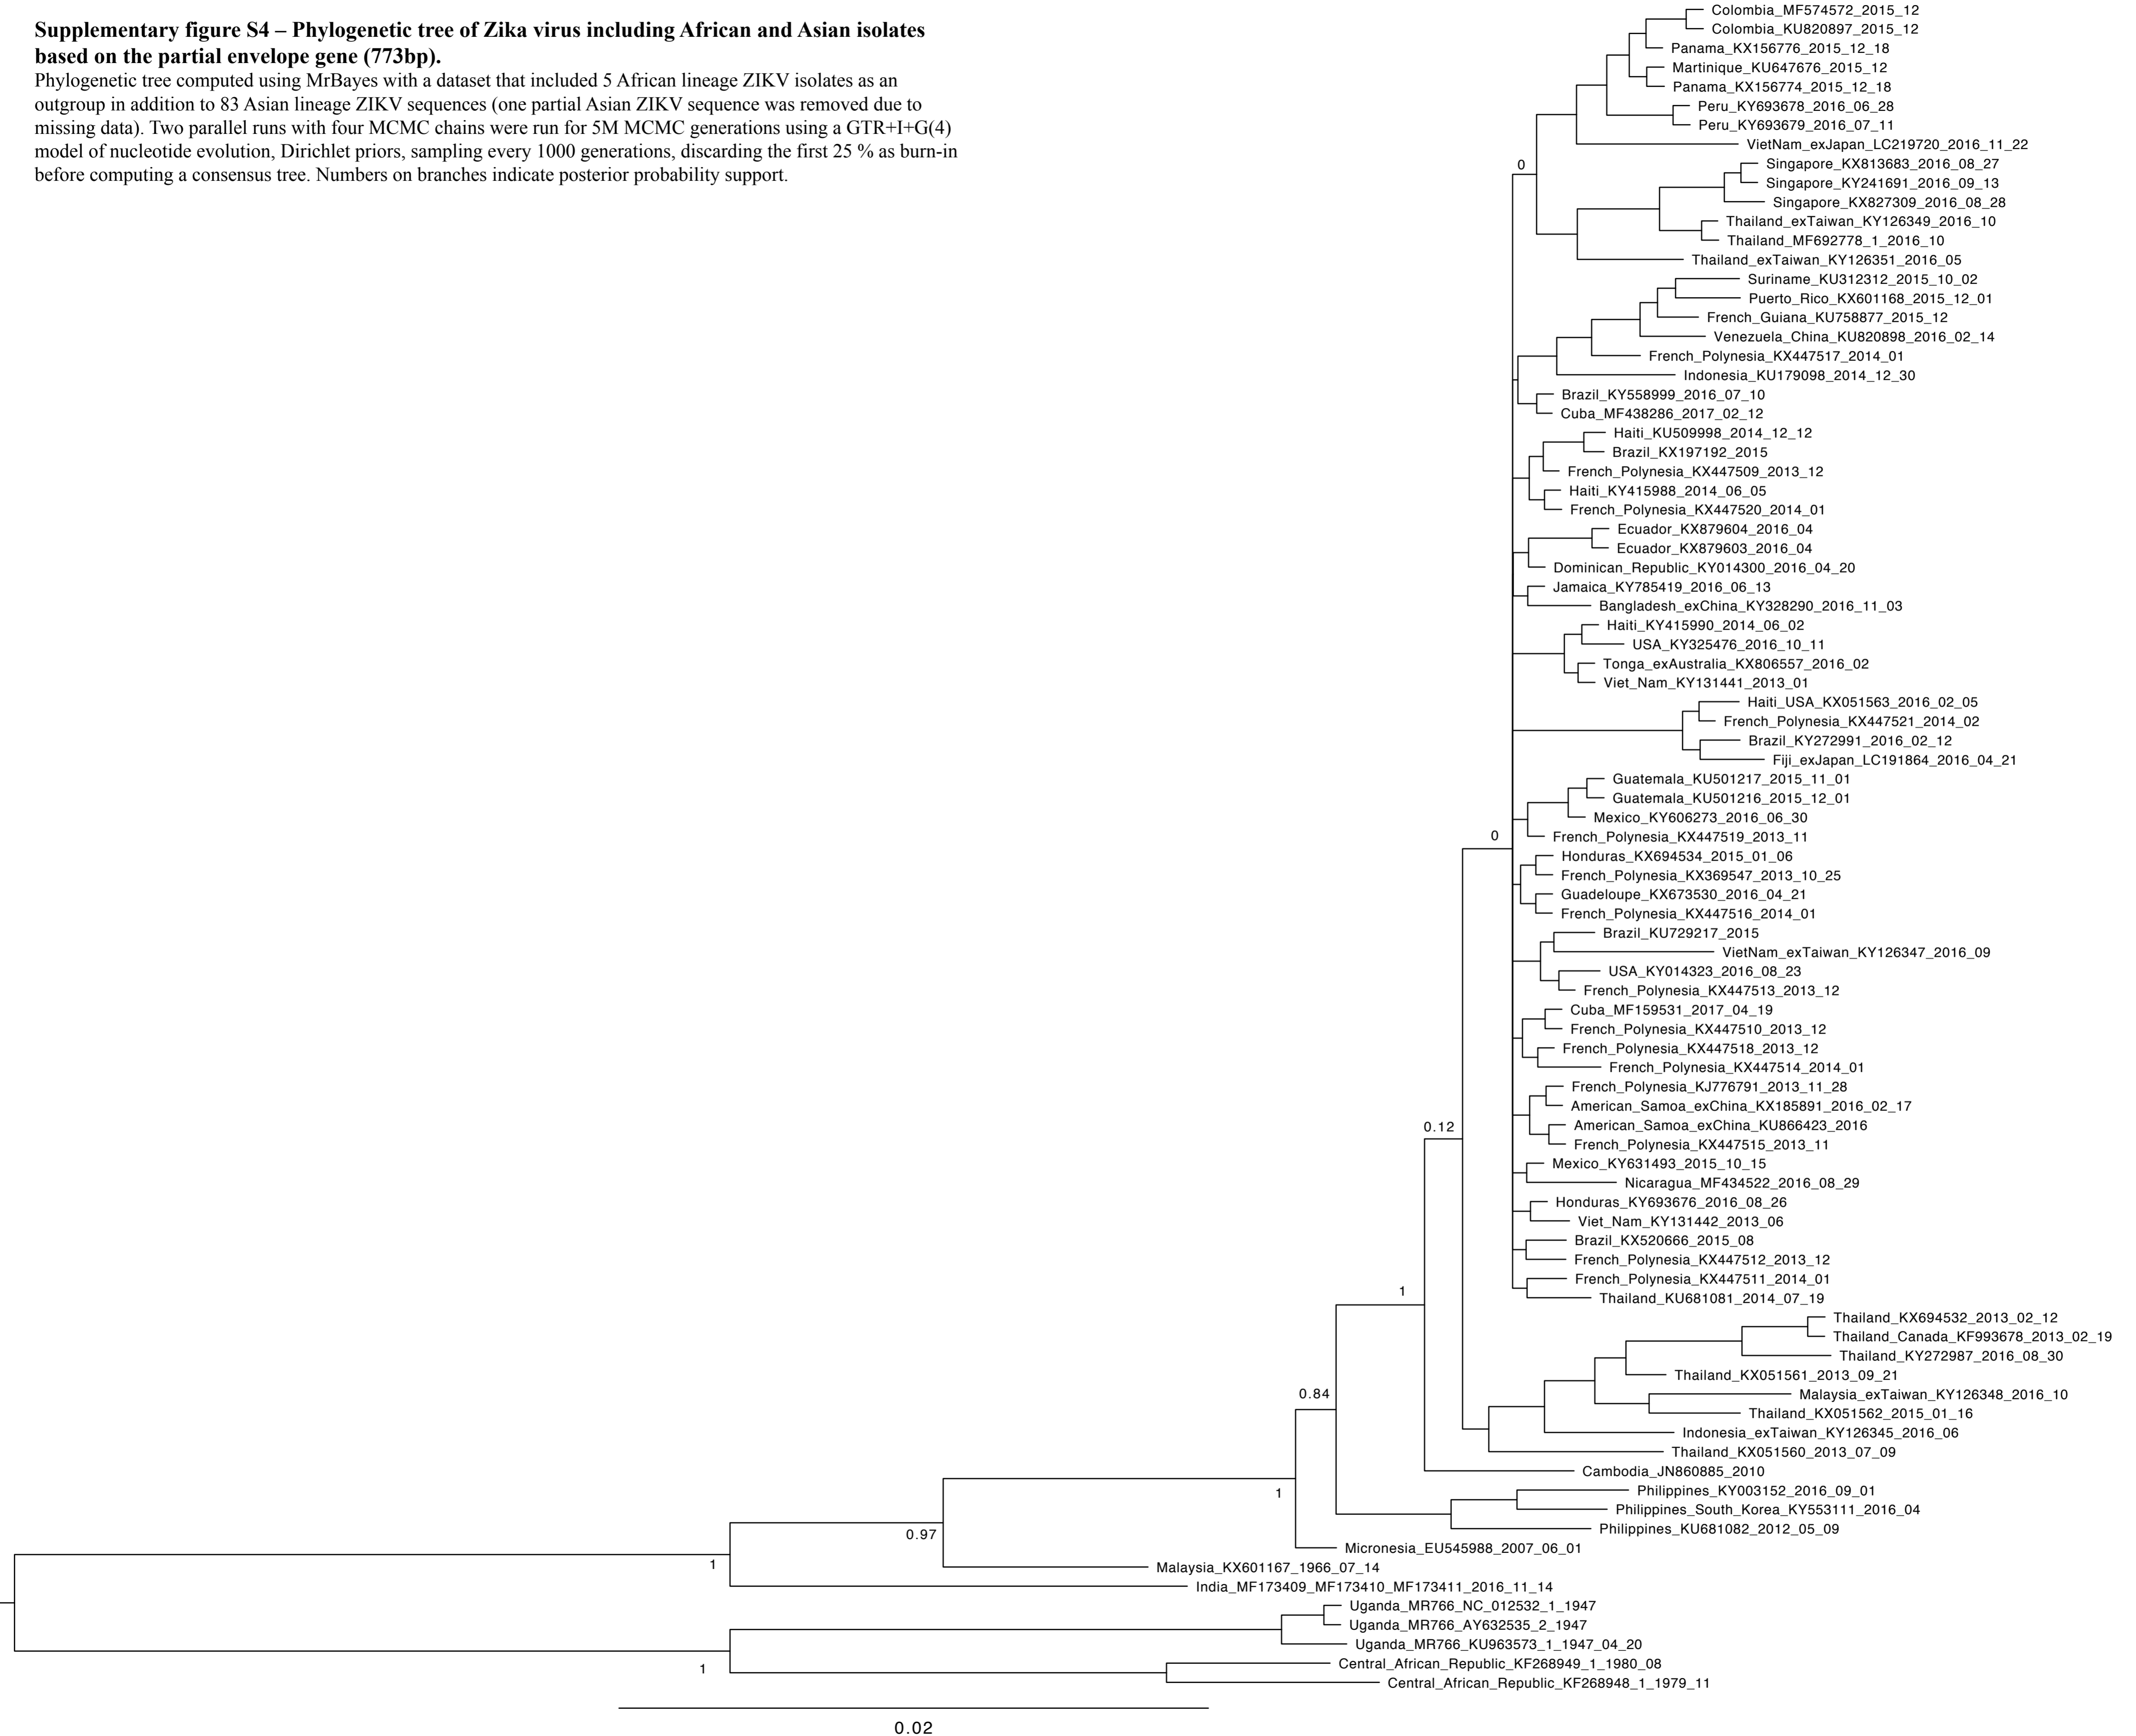 Supplementary figure S4 – Phylogenetic tree of Zika virus including African and Asian isolates
based on the partial envelope gene (773bp).
Phylogenetic tree computed using MrBayes with a dataset that included 5 African lineage ZIKV isolates as an
outgroup in addition to 83 Asian lineage ZIKV sequences (one partial Asian ZIKV sequence was removed due to
missing data). Two parallel runs with four MCMC chains were run for 5M MCMC generations using a GTR+I+G(4)
model of nucleotide evolution, Dirichlet priors, sampling every 1000 generations, discarding the first 25 % as burn-in
before computing a consensus tree. Numbers on branches indicate posterior probability support.
Colombia_MF574572_2015_12
Colombia_KU820897_2015_12
Panama_KX156776_2015_12_18
Martinique_KU647676_2015_12
Panama_KX156774_2015_12_18
Peru_KY693678_2016_06_28
Peru_KY693679_2016_07_11
VietNam_exJapan_LC219720_2016_11_22
0
Singapore_KX813683_2016_08_27
Singapore_KY241691_2016_09_13
Singapore_KX827309_2016_08_28
Thailand_exTaiwan_KY126349_2016_10
Thailand_MF692778_1_2016_10
Thailand_exTaiwan_KY126351_2016_05
Suriname_KU312312_2015_10_02
Puerto_Rico_KX601168_2015_12_01
French_Guiana_KU758877_2015_12
Venezuela_China_KU820898_2016_02_14
French_Polynesia_KX447517_2014_01
Indonesia_KU179098_2014_12_30
Brazil_KY558999_2016_07_10
Cuba_MF438286_2017_02_12
Haiti_KU509998_2014_12_12
Brazil_KX197192_2015
French_Polynesia_KX447509_2013_12
Haiti_KY415988_2014_06_05
French_Polynesia_KX447520_2014_01
Ecuador_KX879604_2016_04
Ecuador_KX879603_2016_04
Dominican_Republic_KY014300_2016_04_20
Jamaica_KY785419_2016_06_13
Bangladesh_exChina_KY328290_2016_11_03
Haiti_KY415990_2014_06_02
USA_KY325476_2016_10_11
Tonga_exAustralia_KX806557_2016_02
Viet_Nam_KY131441_2013_01
Haiti_USA_KX051563_2016_02_05
French_Polynesia_KX447521_2014_02
Brazil_KY272991_2016_02_12
Fiji_exJapan_LC191864_2016_04_21
Guatemala_KU501217_2015_11_01
Guatemala_KU501216_2015_12_01
Mexico_KY606273_2016_06_30
0
French_Polynesia_KX447519_2013_11
Honduras_KX694534_2015_01_06
French_Polynesia_KX369547_2013_10_25
Guadeloupe_KX673530_2016_04_21
French_Polynesia_KX447516_2014_01
Brazil_KU729217_2015
VietNam_exTaiwan_KY126347_2016_09
USA_KY014323_2016_08_23
French_Polynesia_KX447513_2013_12
Cuba_MF159531_2017_04_19
French_Polynesia_KX447510_2013_12
French_Polynesia_KX447518_2013_12
French_Polynesia_KX447514_2014_01
French_Polynesia_KJ776791_2013_11_28
American_Samoa_exChina_KX185891_2016_02_17
0.12
American_Samoa_exChina_KU866423_2016
French_Polynesia_KX447515_2013_11
Mexico_KY631493_2015_10_15
Nicaragua_MF434522_2016_08_29
Honduras_KY693676_2016_08_26
Viet_Nam_KY131442_2013_06
Brazil_KX520666_2015_08
French_Polynesia_KX447512_2013_12
French_Polynesia_KX447511_2014_01
1
Thailand_KU681081_2014_07_19
Thailand_KX694532_2013_02_12
Thailand_Canada_KF993678_2013_02_19
Thailand_KY272987_2016_08_30
Thailand_KX051561_2013_09_21
0.84
Malaysia_exTaiwan_KY126348_2016_10
Thailand_KX051562_2015_01_16
Indonesia_exTaiwan_KY126345_2016_06
Thailand_KX051560_2013_07_09
Cambodia_JN860885_2010
Philippines_KY003152_2016_09_01
1
Philippines_South_Korea_KY553111_2016_04
Philippines_KU681082_2012_05_09
0.97
Micronesia_EU545988_2007_06_01
1
Malaysia_KX601167_1966_07_14
India_MF173409_MF173410_MF173411_2016_11_14
Uganda_MR766_NC_012532_1_1947
Uganda_MR766_AY632535_2_1947
Uganda_MR766_KU963573_1_1947_04_20
Central_African_Republic_KF268949_1_1980_08
1
Central_African_Republic_KF268948_1_1979_11
0.02